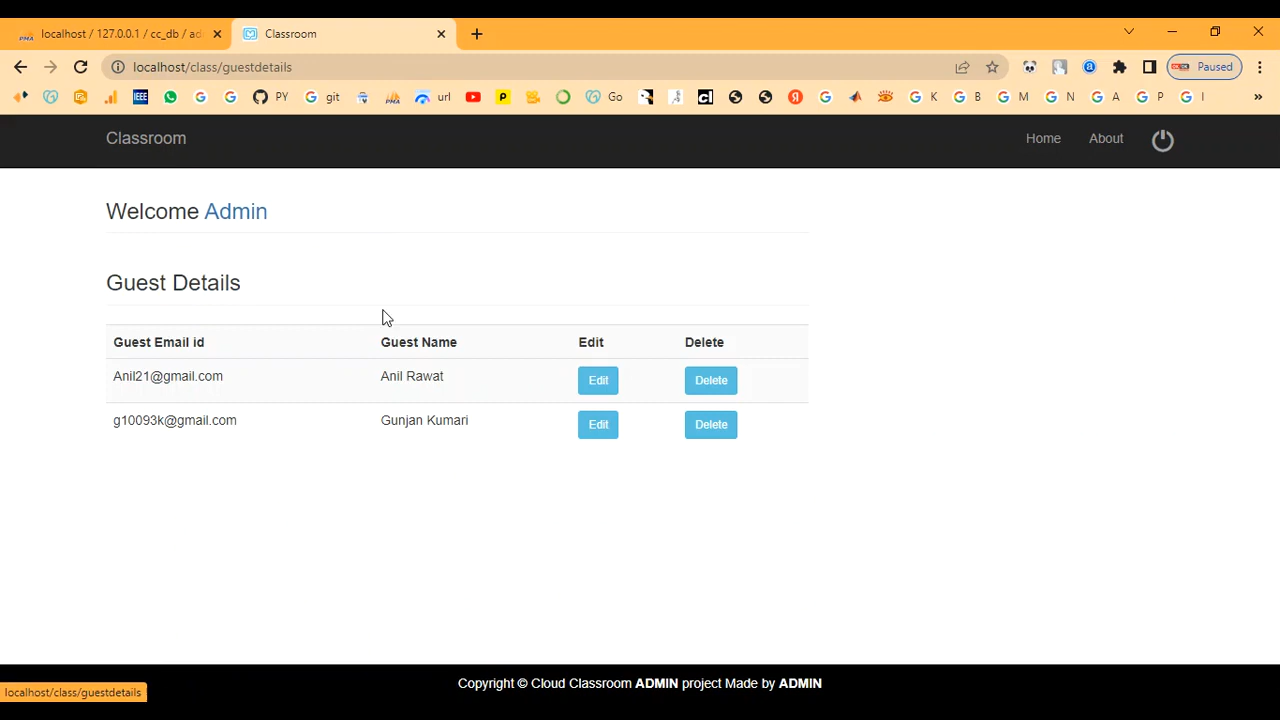 localhost / 127.0.0.1 / cc_db / ad
Classroom
localhost/class/guestdetails
Paused
PY
git
url
Go
K
B
M
N
A
P
I
Classroom
Home
About
Welcome Admin
Guest Details
Guest Email id Guest Name Edit Delete
Anil21@gmail.com Anil Rawat Edit Delete
g10093k@gmail.com Gunjan Kumari Edit Delete
Copyright © Cloud Classroom ADMIN project Made by ADMIN
localhost/class/guestdetails